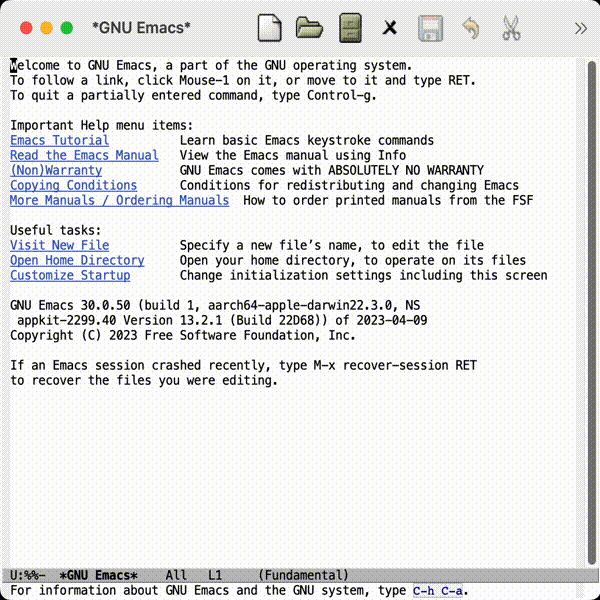 *GNU Emacs*
Welcome to GNU Emacs, a part of the GNU operating system.
To follow a link, click Mouse-1 on it, or move to it and type RET.
To quit a partially entered command, type Control-g.
Important Help menu items:
Emacs Tutorial          Learn basic Emacs keystroke commands
Read the Emacs Manual   View the Emacs manual using Info
(Non)Warranty           GNU Emacs comes with ABSOLUTELY NO WARRANTY
Copying Conditions      Conditions for redistributing and changing Emacs
More Manuals / Ordering Manuals  How to order printed manuals from the FSF
Useful tasks:
Visit New File          Specify a new file’s name, to edit the file
Open Home Directory     Open your home directory, to operate on its files
Customize Startup       Change initialization settings including this screen
GNU Emacs 30.0.50 (build 1, aarch64-apple-darwin22.3.0, NS
 appkit-2299.40 Version 13.2.1 (Build 22D68)) of 2023-04-09
Copyright (C) 2023 Free Software Foundation, Inc.
If an Emacs session crashed recently, type M-x recover-session RET
to recover the files you were editing.
U:%%-  *GNU Emacs*    All   L1     (Fundamental)
For information about GNU Emacs and the GNU system, type C-h C-a.